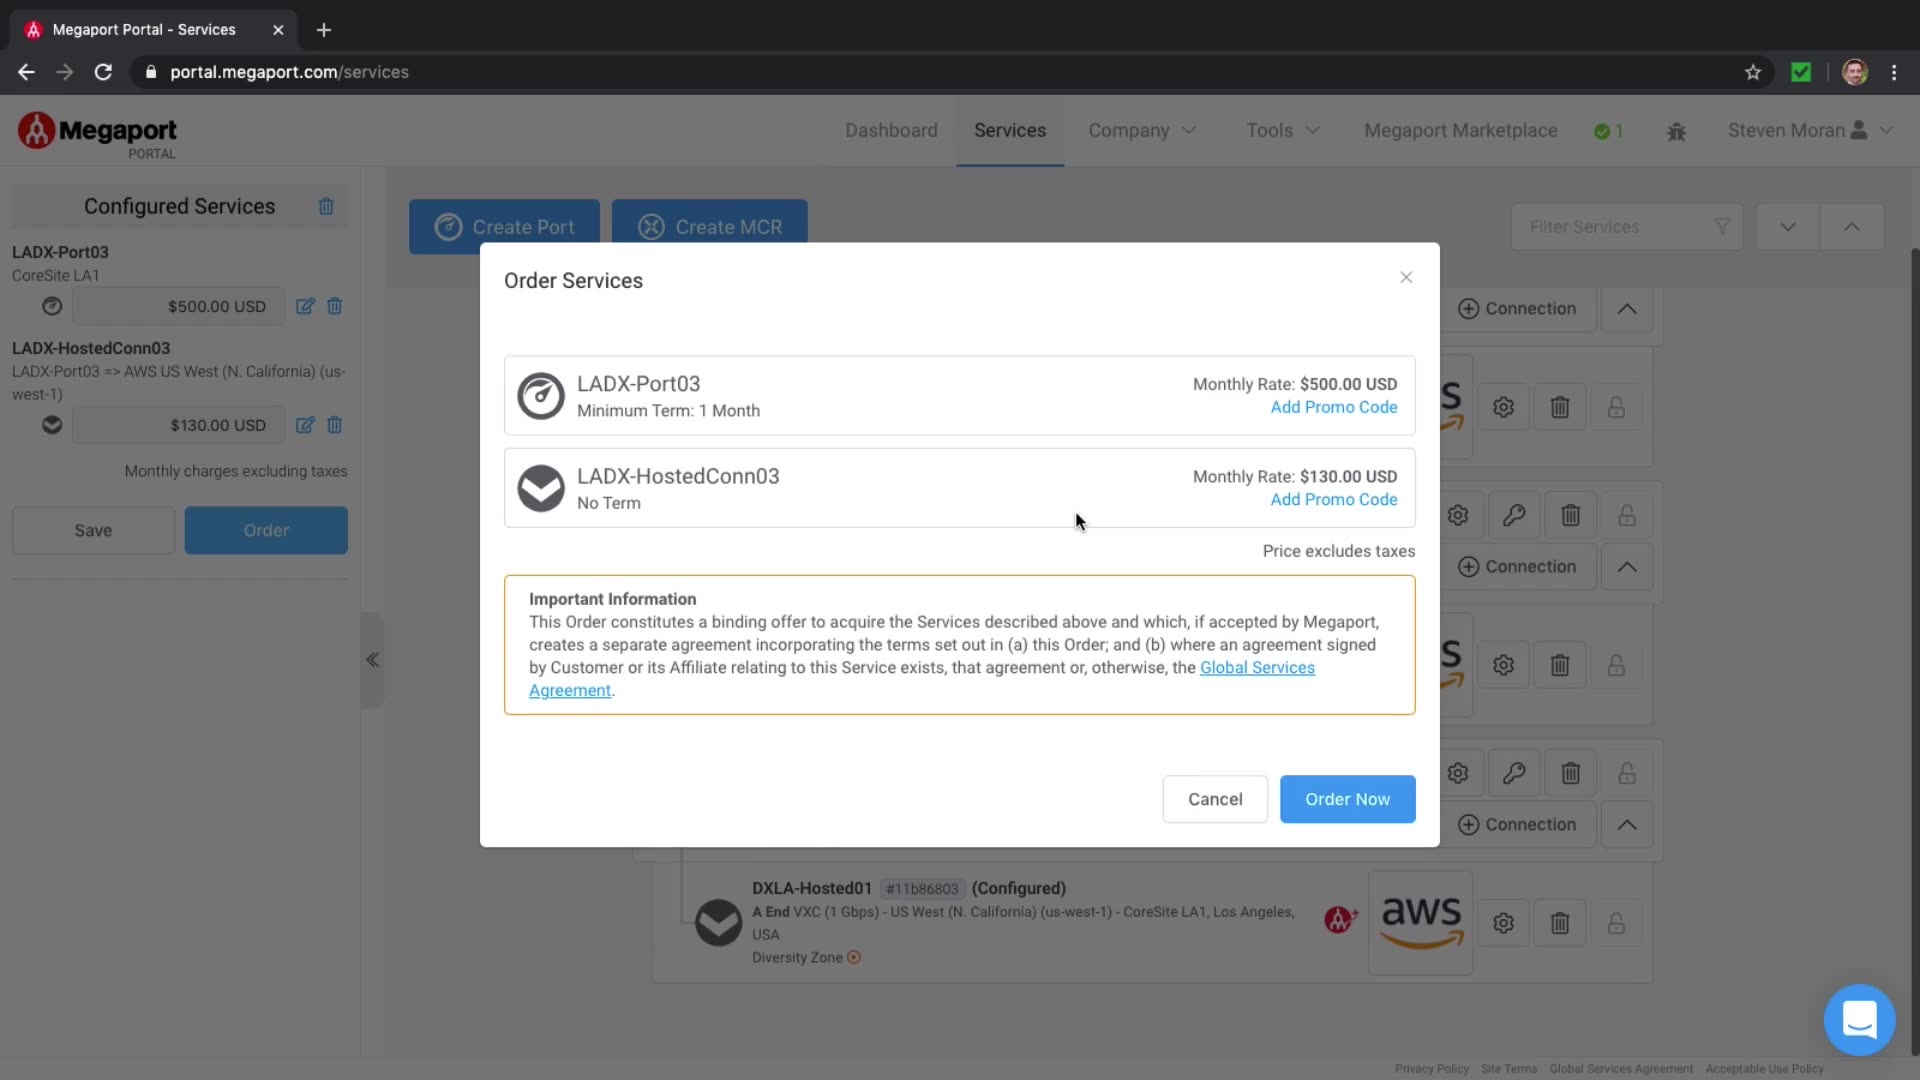 Megaport Portal - Services
portal.megaport.com/services
Megaport
PORTAL
Dashboard
Services
Company
Tools
Megaport Marketplace
1
Steven Moran
Configured Services
LADX-Port03
CoreSite LA1
$500.00 USD
LADX-HostedConn03
LADX-Port03 => AWS US West (N. California) (us-
west-1)
$130.00 USD
Monthly charges excluding taxes
Save
Order
Create Port
Create MCR
Filter Services
Order Services
LADX-Port03
Minimum Term: 1 Month
Monthly Rate: $500.00 USD
Add Promo Code
LADX-HostedConn03
No Term
Monthly Rate: $130.00 USD
Add Promo Code
Price excludes taxes
Important Information
This Order constitutes a binding offer to acquire the Services described above and which, if accepted by Megaport,
creates a separate agreement incorporating the terms set out in (a) this Order; and (b) where an agreement signed
by Customer or its Affiliate relating to this Service exists, that agreement or, otherwise, the Global Services
Agreement.
Cancel
Order Now
Connection
Connection
Connection
DXLA-Hosted01 #11b86803 (Configured)
A End VXC (1 Gbps) - US West (N. California) (us-west-1) - CoreSite LA1, Los Angeles,
USA
Diversity Zone
aws
Privacy Policy Site Terms Global Services Agreement Acceptable Use Policy